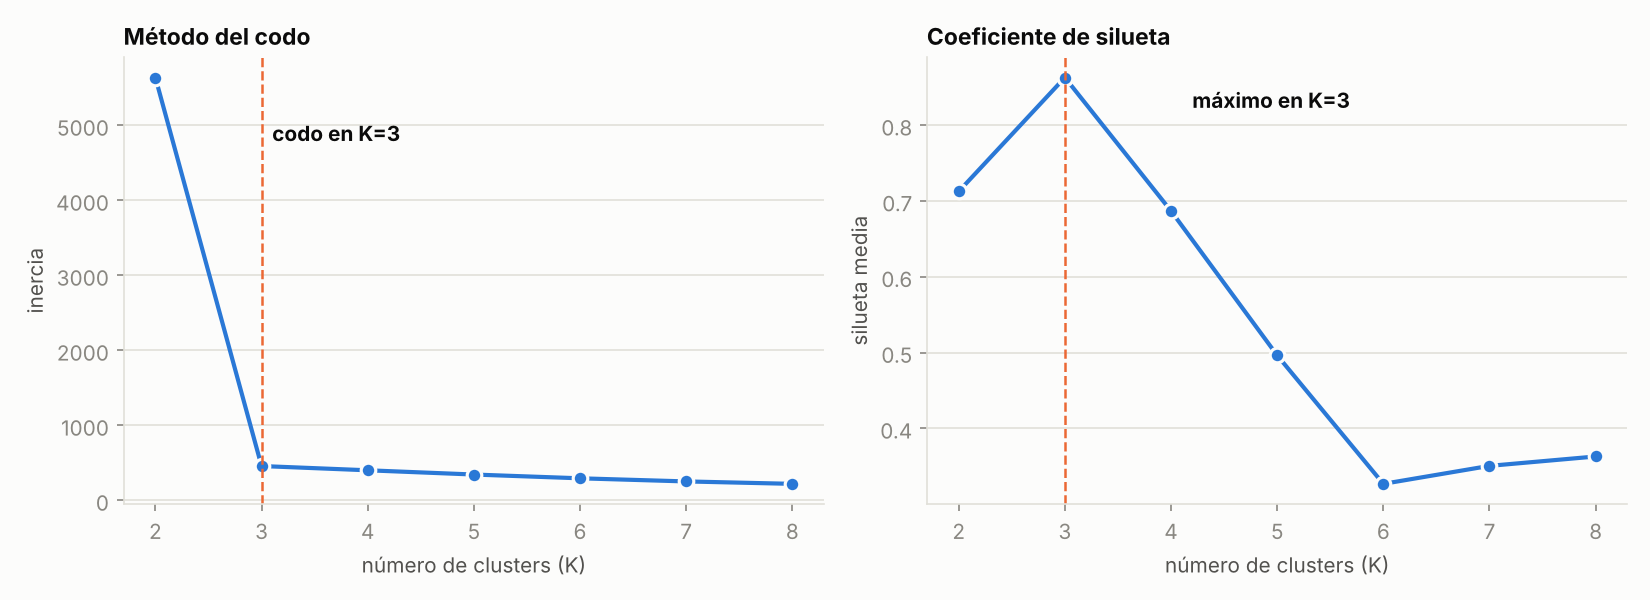 Método del codo
codo en K=3
inercia
5000
4000
3000
2000
1000
0
2 3 4 5 6 7 8
número de clusters (K)
Coeficiente de silueta
máximo en K=3
silueta media
0.8
0.7
0.6
0.5
0.4
2 3 4 5 6 7 8
número de clusters (K)